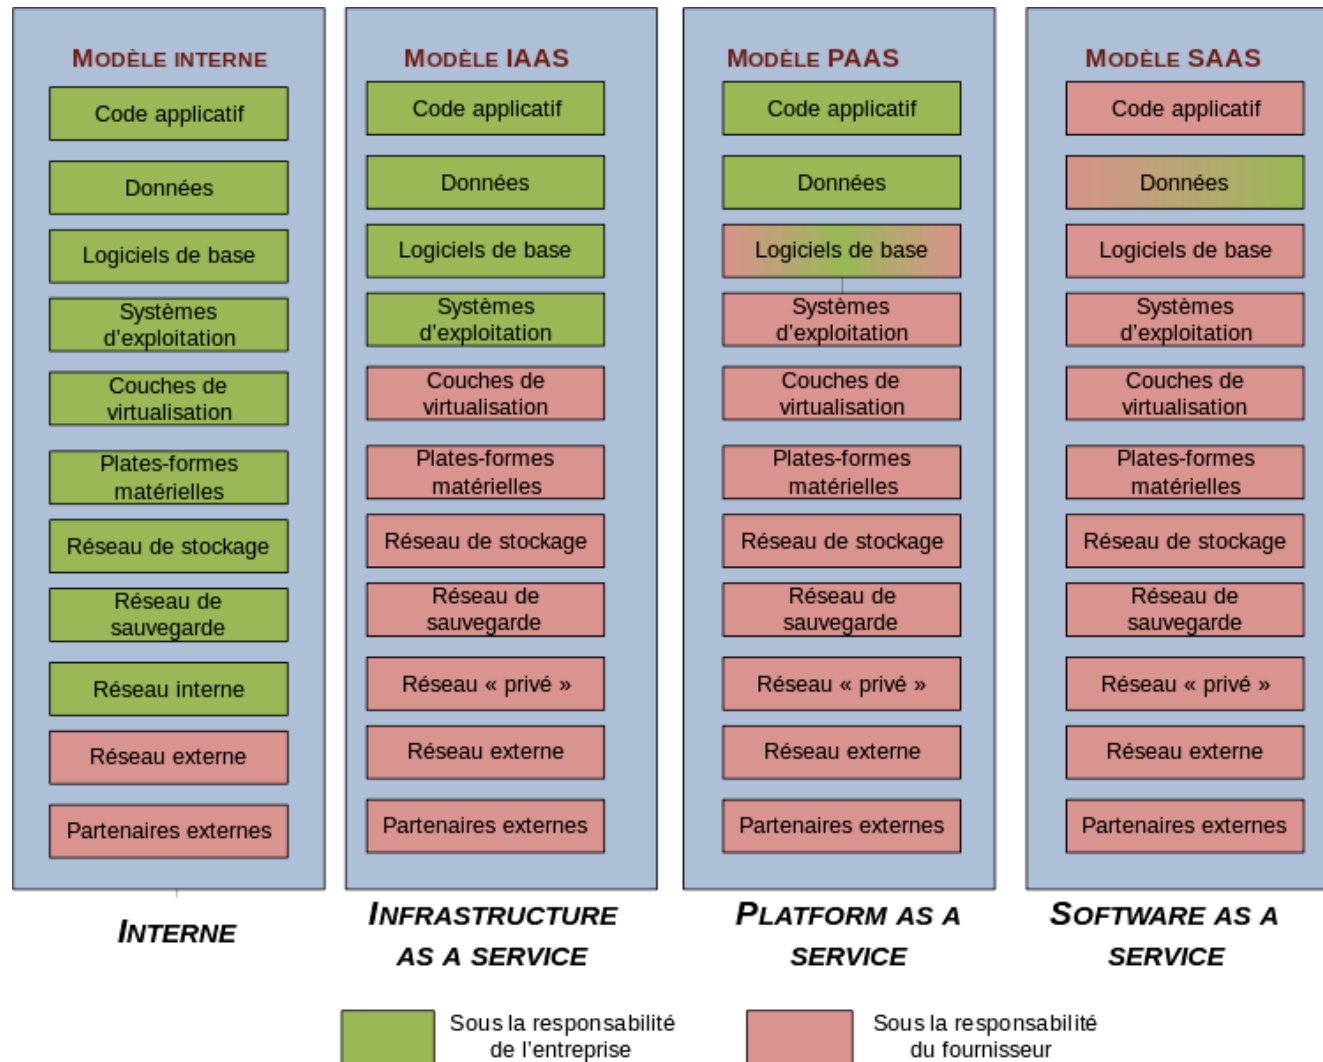 MODÈLE INTERNE
Code applicatif
Données
Logiciels de base
Systèmes
d'exploitation
Couches de
virtualisation
Plates-formes
matérielles
Réseau de stockage
Réseau de
sauvegarde
Réseau interne
Réseau externe
Partenaires externes
INTERNE
MODÈLE IAAS
Code applicatif
Données
Logiciels de base
Systèmes
d'exploitation
Couches de
virtualisation
Plates-formes
matérielles
Réseau de stockage
Réseau de
sauvegarde
Réseau « privé »
Réseau externe
Partenaires externes
INFRASTRUCTURE
AS A SERVICE
MODÈLE PAAS
Code applicatif
Données
Logiciels de base
Systèmes
d'exploitation
Couches de
virtualisation
Plates-formes
matérielles
Réseau de stockage
Réseau de
sauvegarde
Réseau « privé »
Réseau externe
Partenaires externes
PLATFORM AS A
SERVICE
MODÈLE SAAS
Code applicatif
Données
Logiciels de base
Systèmes
d'exploitation
Couches de
virtualisation
Plates-formes
matérielles
Réseau de stockage
Réseau de
sauvegarde
Réseau « privé »
Réseau externe
Partenaires externes
SOFTWARE AS A
SERVICE
Sous la responsabilité
de l'entreprise
Sous la responsabilité
du fournisseur